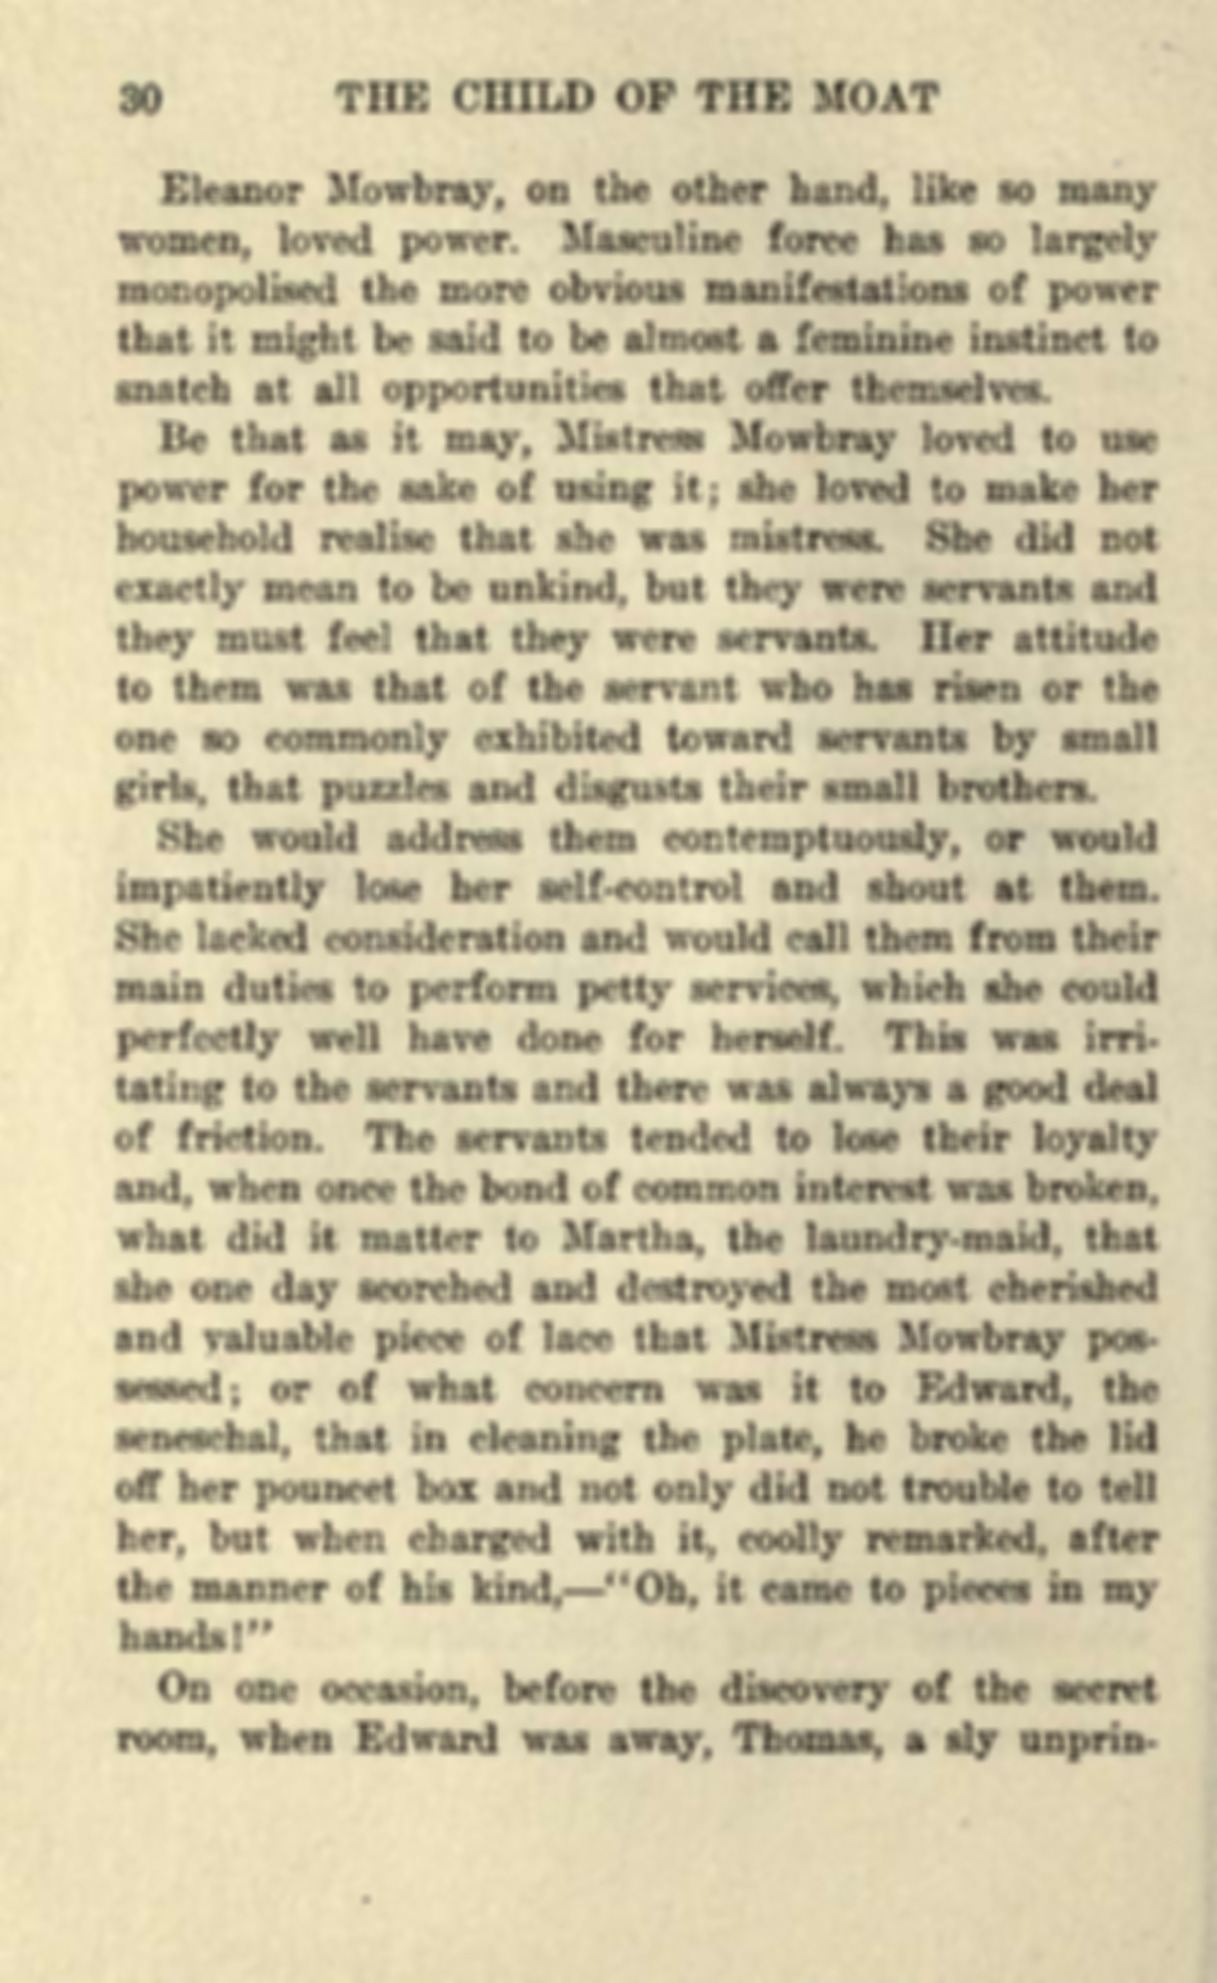 30 THE CHILD OF THE MOAT
Eleanor Mowbray, on the other hand, like so many
women, loved power. Masculine force has so largely
monopolised the more obvious manifestations of power
that it might be said to be almost a feminine instinct to
snatch at all opportunities that offer themselves.
Be that as it may, Mistress Mowbray loved to use
power for the sake of using it; she loved to make her
household realise that she was mistress. She did not
exactly mean to be unkind, but they were servants and
they must feel that they were servants. Her attitude
to them was that of the servant who has risen or the
one so commonly exhibited toward servants by small
girls, that puzzles and disgusts their small brothers.
She would address them contemptuously, or would
impatiently lose her self-control and shout at them.
She lacked consideration and would call them from their
main duties to perform petty services, which she could
perfectly well have done for herself. This was irri-
tating to the servants and there was always a good deal
of friction. The servants tended to lose their loyalty
and, when once the bond of common interest was broken,
what did it matter to Martha, the laundry-maid, that
she one day scorched and destroyed the most cherished
and valuable piece of lace that Mistress Mowbray pos-
sessed; or of what concern was it to Edward, the
seneschal, that in cleaning the plate, he broke the lid
off her pouncet box and not only did not trouble to tell
her, but when charged with it, coolly remarked, after
the manner of his kind,—"Oh, it came to pieces in my
hands!"
On one occasion, before the discovery of the secret
room, when Edward was away, Thomas, a sly unprin-